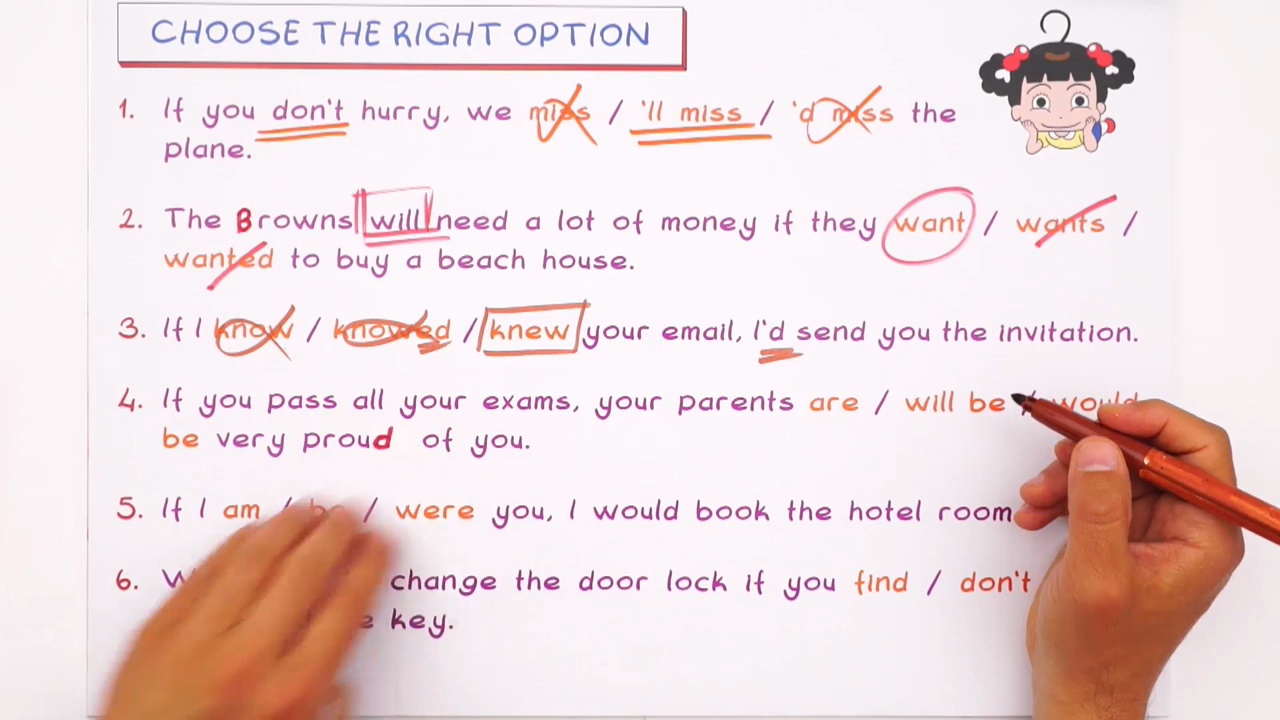 CHOOSE THE RIGHT OPTION
1. If you don't hurry, we miss / 'll miss / 'd miss the
plane.
2. The Browns will need a lot of money if they want / wants /
wanted to buy a beach house.
3. If I know / knowed / knew your email, I'd send you the invitation.
4. If you pass all your exams, your parents are / will be / would
be very proud of you.
5. If I am / be / were you, I would book the hotel room
6. change the door lock if you find / don't
key.